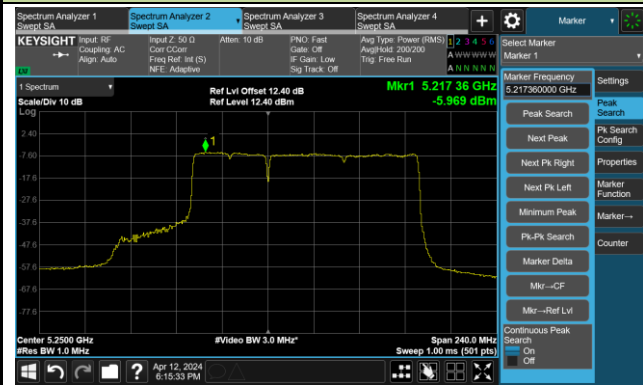 Spectrum Analyzer 1
Swept SA
Spectrum Analyzer 2
Swept SA
Spectrum Analyzer 3
Swept SA
Spectrum Analyzer 4
Swept SA
+
Marker
KEYSIGHT
Input: RF
Coupling: AC
Align: Auto
Input Z: 50 Ω
Corr CCorr
Freq Ref: Int (S)
NFE: Adaptive
Atten: 10 dB
PNO: Fast
Gate: Off
IF Gain: Low
Sig Track: Off
Avg Type: Power (RMS)
Avg|Hold: 200/200
Trig: Free Run
1 2 3 4 5 6
A W W W W W
A N N N N N
LXI
Select Marker
Marker 1
1 Spectrum
Scale/Div 10 dB
Log
Ref Lvl Offset 12.40 dB
Ref Level 12.40 dBm
Mkr1 5.217 36 GHz
-5.969 dBm
2.40
-7.60
-17.6
-27.6
-37.6
-47.6
-57.6
-67.6
-77.6
1
Center 5.2500 GHz
#Res BW 1.0 MHz
#Video BW 3.0 MHz*
Span 240.0 MHz
Sweep 1.00 ms (501 pts)
Marker Frequency
5.217360000 GHz
Peak Search
Next Peak
Next Pk Right
Next Pk Left
Minimum Peak
Pk-Pk Search
Marker Delta
Mkr→CF
Mkr→Ref Lvl
Continuous Peak
Search
On
Off
Settings
Peak
Search
Pk Search
Config
Properties
Marker
Function
Marker→
Counter
?
Apr 12, 2024
6:15:33 PM